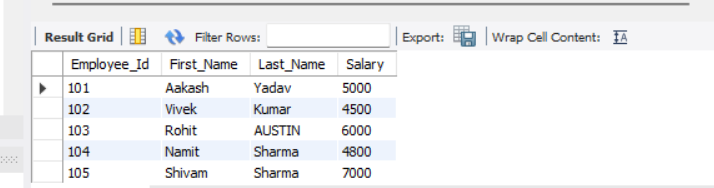 Result Grid Filter Rows: Export: Wrap Cell Content:
Employee_Id First_Name Last_Name Salary
101 Aakash Yadav 5000
102 Vivek Kumar 4500
103 Rohit AUSTIN 6000
104 Namit Sharma 4800
105 Shivam Sharma 7000